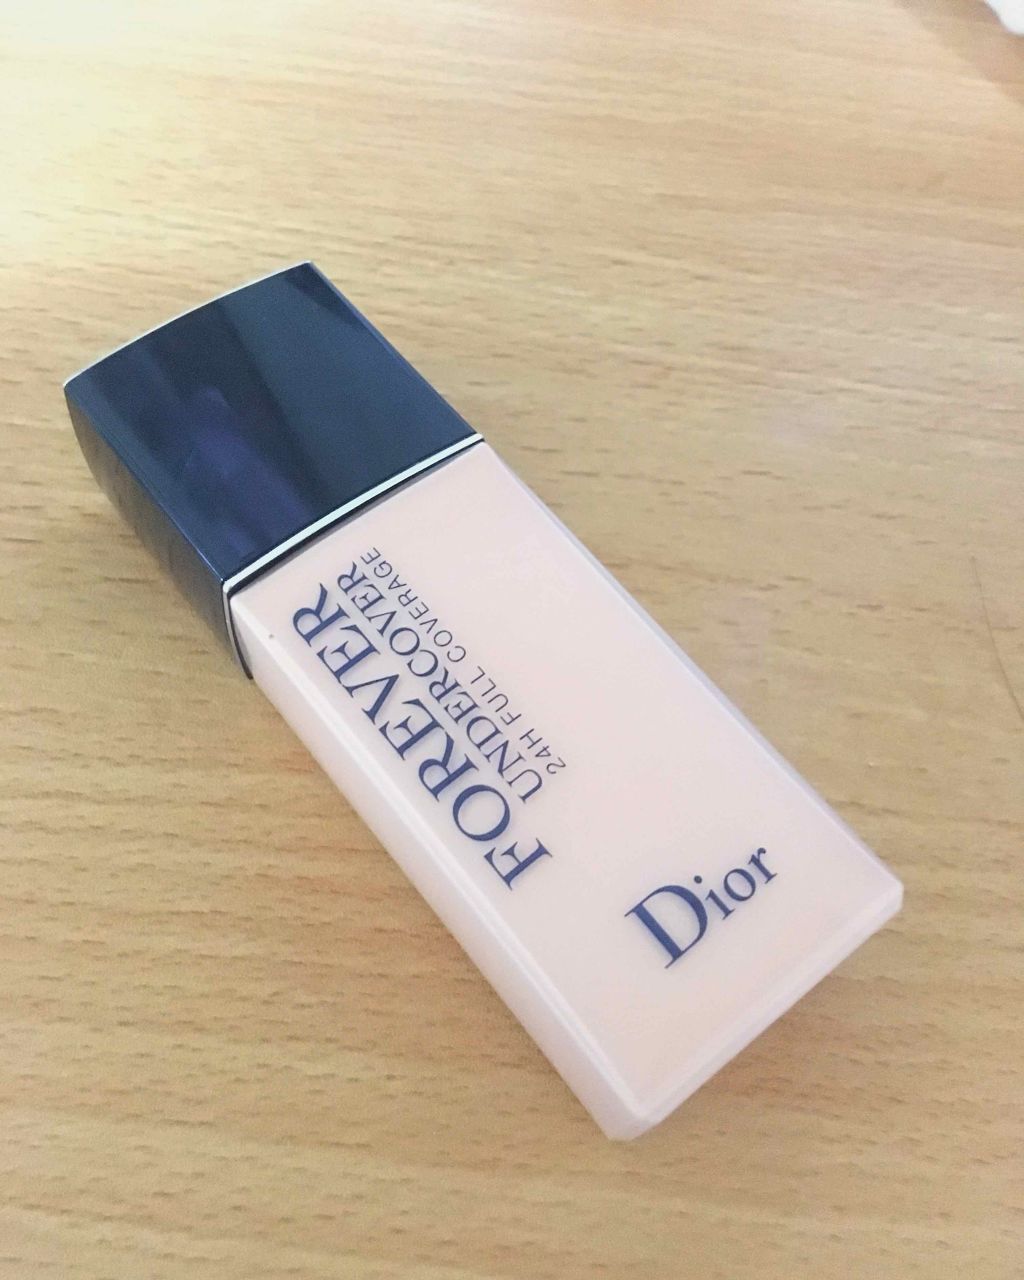 FOREVER
UNDERCOVER
24H FULL COVERAGE
Dior